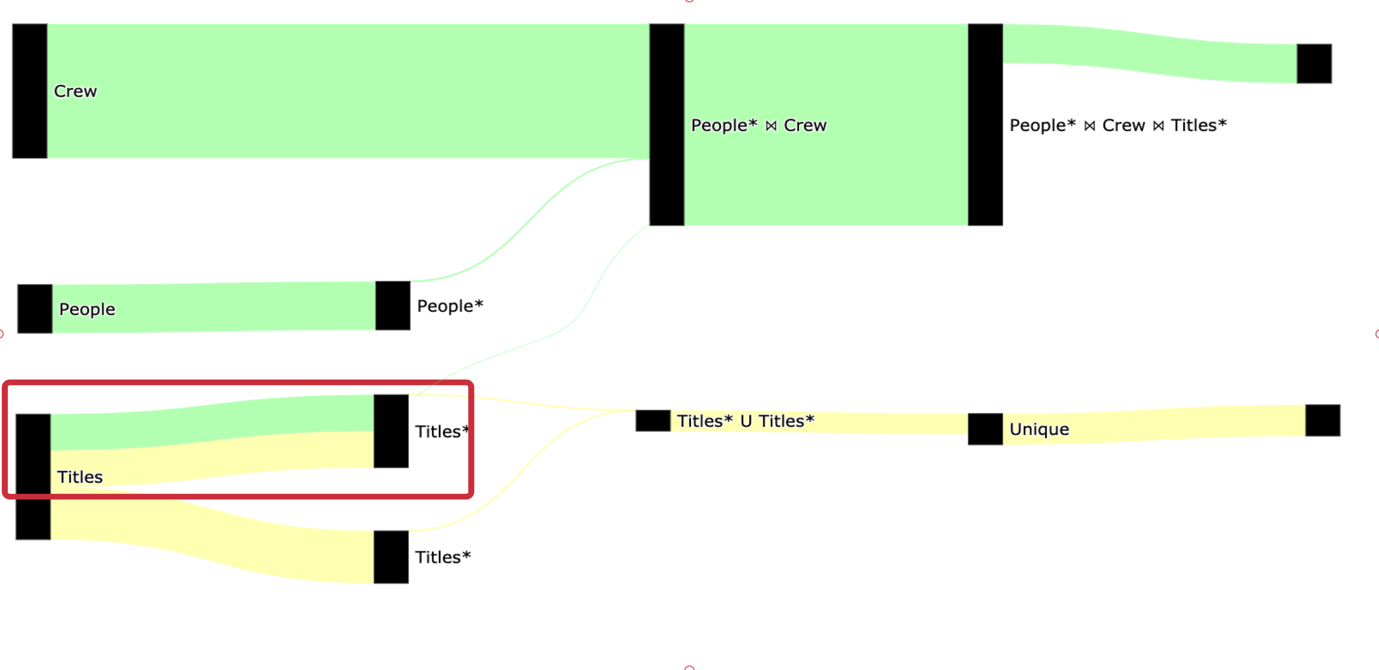 Crew
People* ⋈ Crew
People* ⋈ Crew ⋈ Titles*
People
People*
Titles*
Titles* U Titles*
Unique
Titles
Titles*